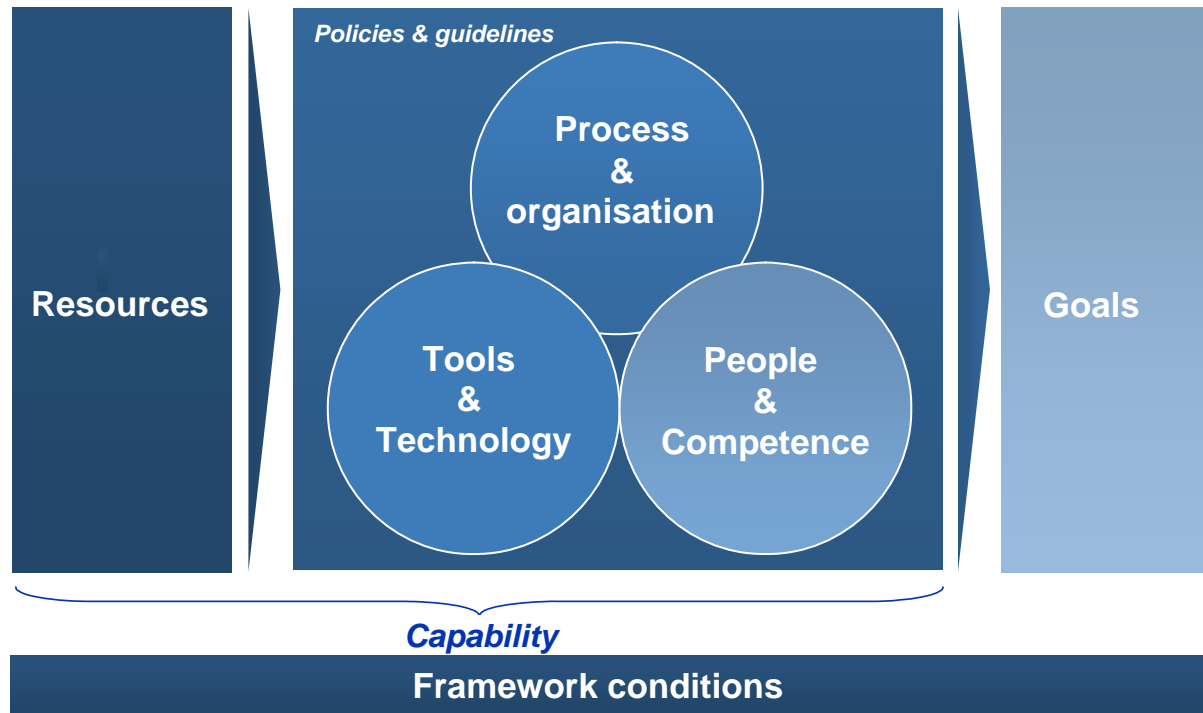 Policies & guidelines
Process
&
organisation
Resources
Goals
Tools
&
Technology
People
&
Competence
Capability
Framework conditions